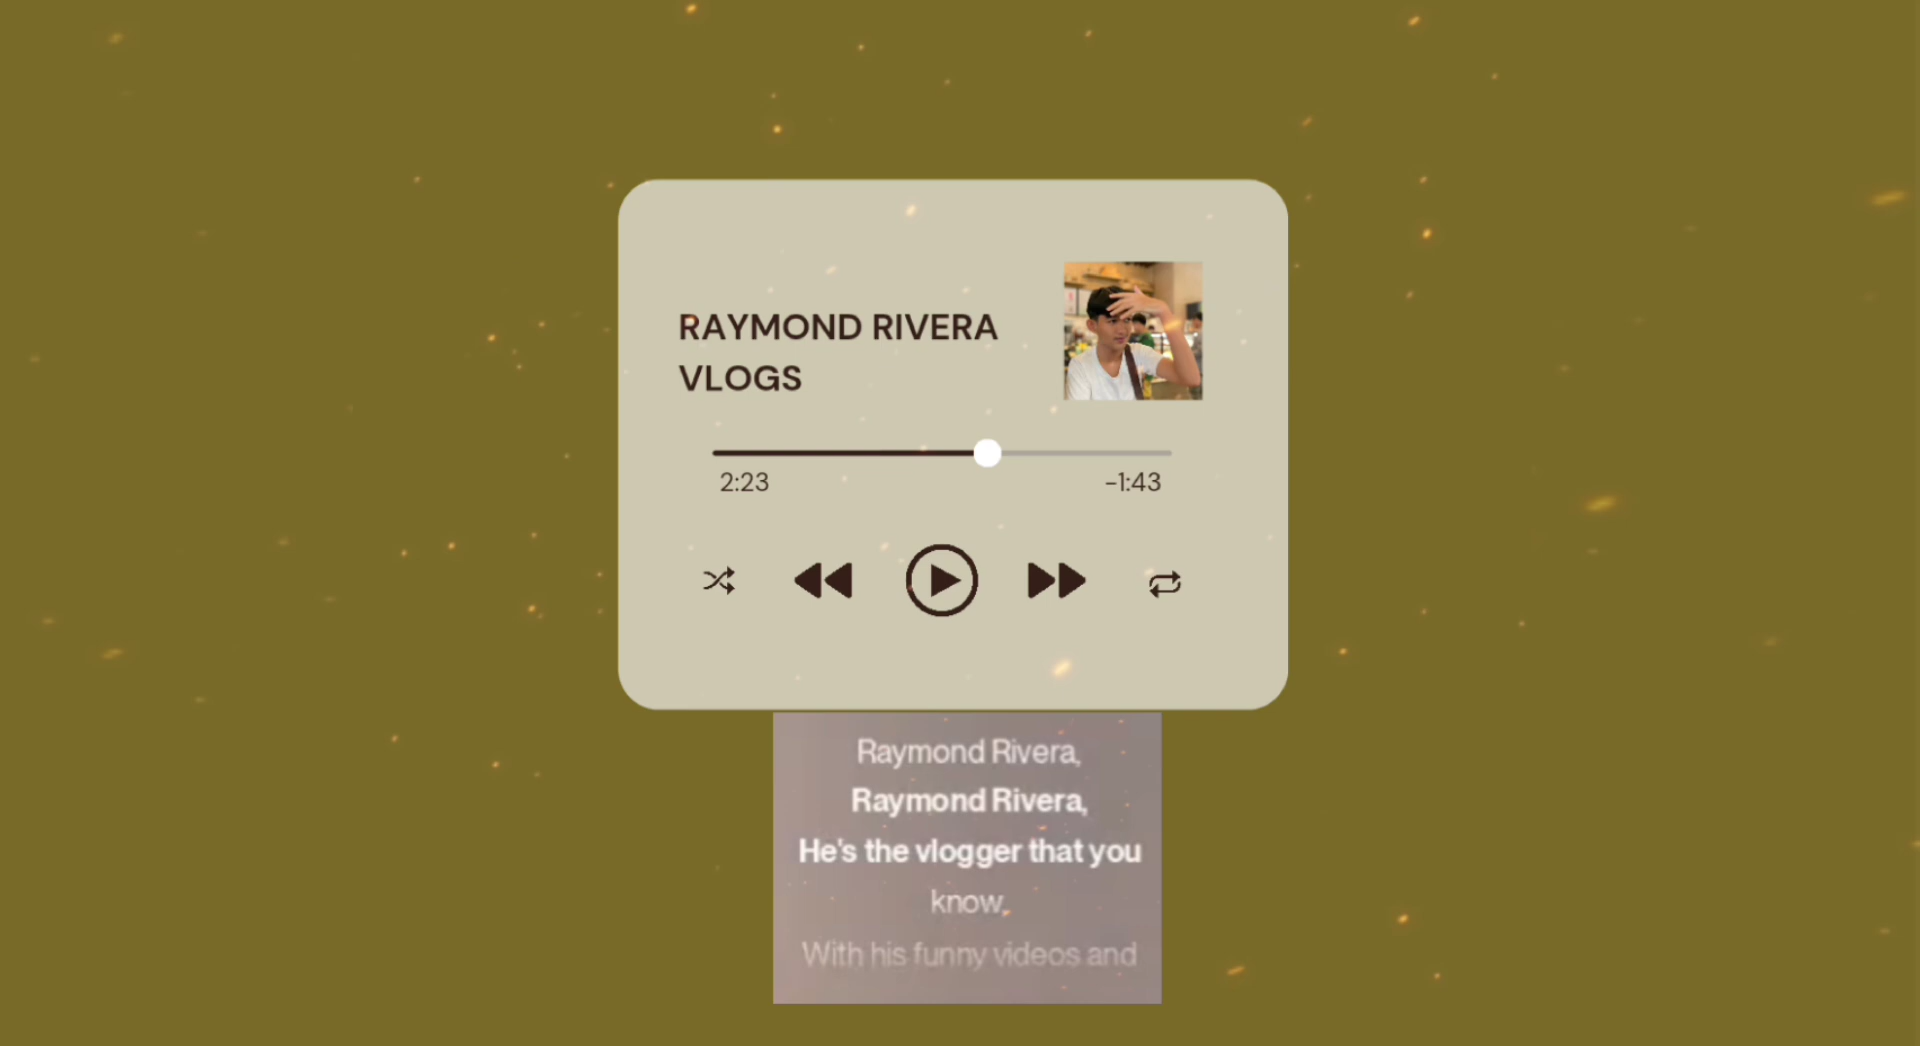 RAYMOND RIVERA
VLOGS
2:23
-1:43
Raymond Rivera,
Raymond Rivera,
He's the vlogger that you
know,
With his funny videos and